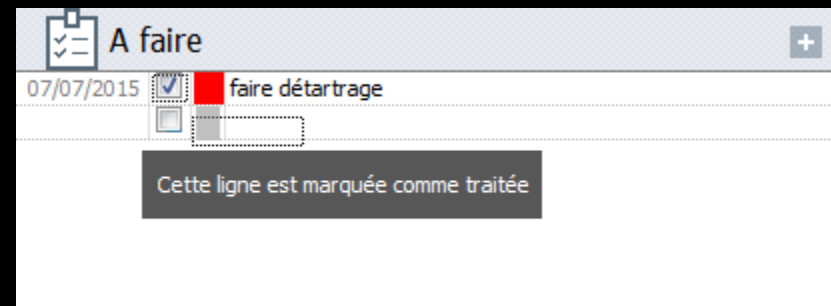 A faire
07/07/2015 faire détartrage
Cette ligne est marquée comme traitée